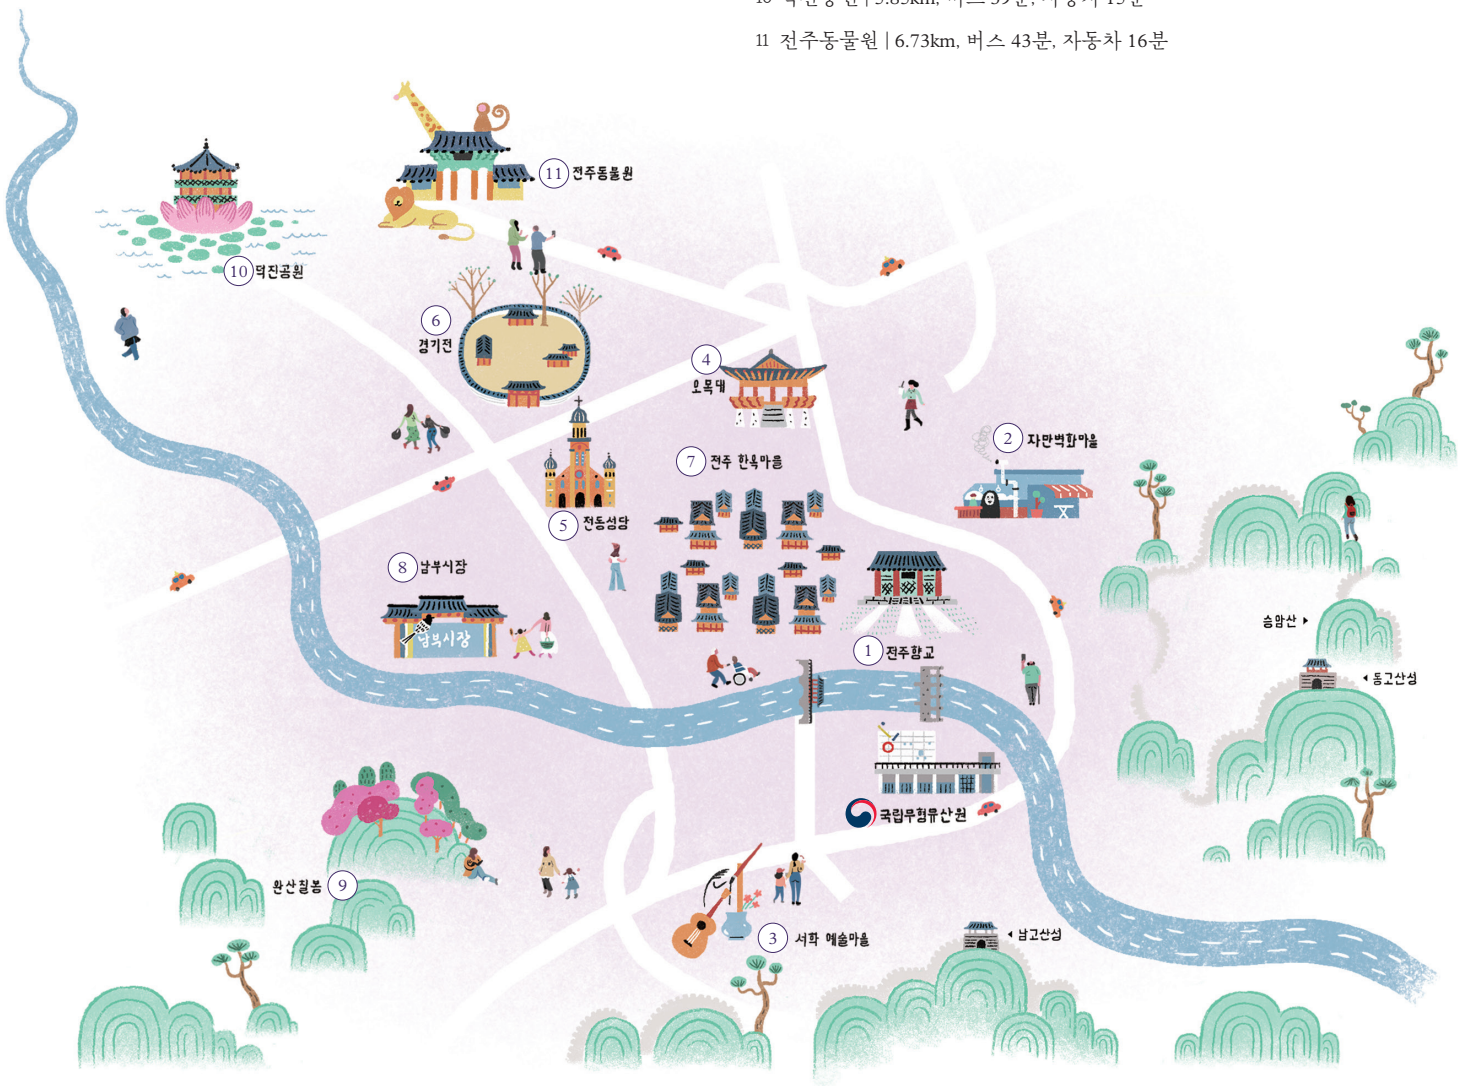 11 전주동물원 | 6.73km, 버스 43분, 자동차 16분
11 전주동물원
10 덕진공원
6
경기전
4
오목대
2 자만벽화마을
7 전주 한옥마을
5 전동성당
8 남부시장
남부시장
승암산 ▶
1 전주향교
◀ 동고산성
국립무형유산원
완산칠봉 9
3 서학 예술마을
◀ 남고산성